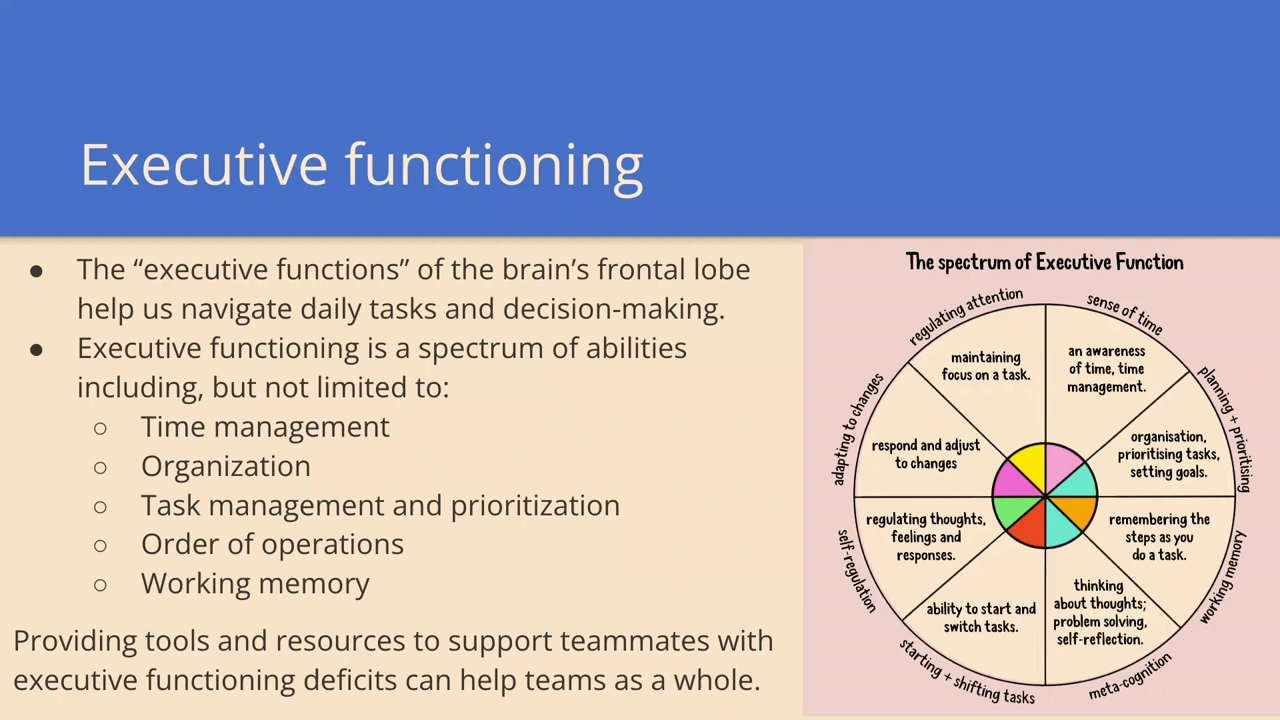 Executive functioning
● The “executive functions” of the brain’s frontal lobe
help us navigate daily tasks and decision-making.
● Executive functioning is a spectrum of abilities
including, but not limited to:
○ Time management
○ Organization
○ Task management and prioritization
○ Order of operations
○ Working memory
Providing tools and resources to support teammates with
executive functioning deficits can help teams as a whole.
The spectrum of Executive Function
regulating attention
maintaining
focus on a task.
sense of time
an awareness
of time, time
management.
planning + prioritising
organisation,
prioritising tasks,
setting goals.
working memory
remembering the
steps as you
do a task.
meta-cognition
thinking
about thoughts;
problem solving,
self-reflection.
starting + shifting tasks
ability to start and
switch tasks.
self-regulation
regulating thoughts,
feelings and
responses.
adapting to changes
respond and adjust
to changes